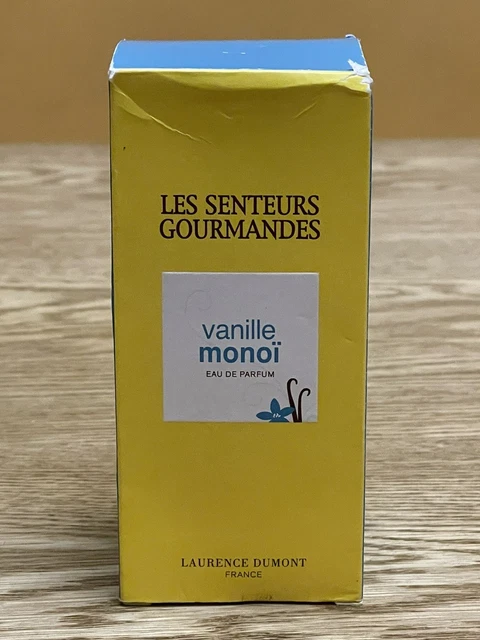 LES SENTEURS
GOURMANDES
vanille
monoï
EAU DE PARFUM
LAURENCE DUMONT
FRANCE